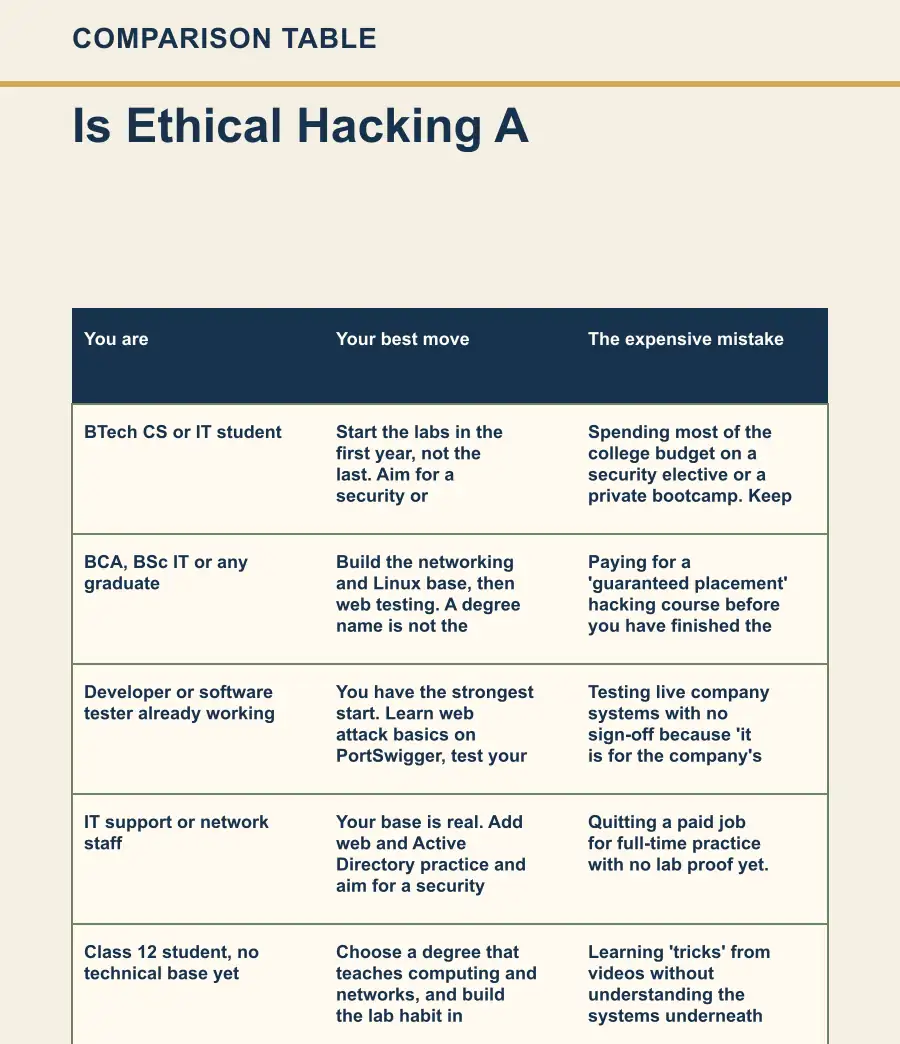 COMPARISON TABLE
Is Ethical Hacking A
You are
Your best move
The expensive mistake
BTech CS or IT student
Start the labs in the
first year, not the
last. Aim for a
security or
Spending most of the
college budget on a
security elective or a
private bootcamp. Keep
BCA, BSc IT or any
graduate
Build the networking
and Linux base, then
web testing. A degree
name is not the
Paying for a
'guaranteed placement'
hacking course before
you have finished the
Developer or software
tester already working
You have the strongest
start. Learn web
attack basics on
PortSwigger, test your
Testing live company
systems with no
sign-off because 'it
is for the company's
IT support or network
staff
Your base is real. Add
web and Active
Directory practice and
aim for a security
Quitting a paid job
for full-time practice
with no lab proof yet.
Class 12 student, no
technical base yet
Choose a degree that
teaches computing and
networks, and build
the lab habit in
Learning 'tricks' from
videos without
understanding the
systems underneath